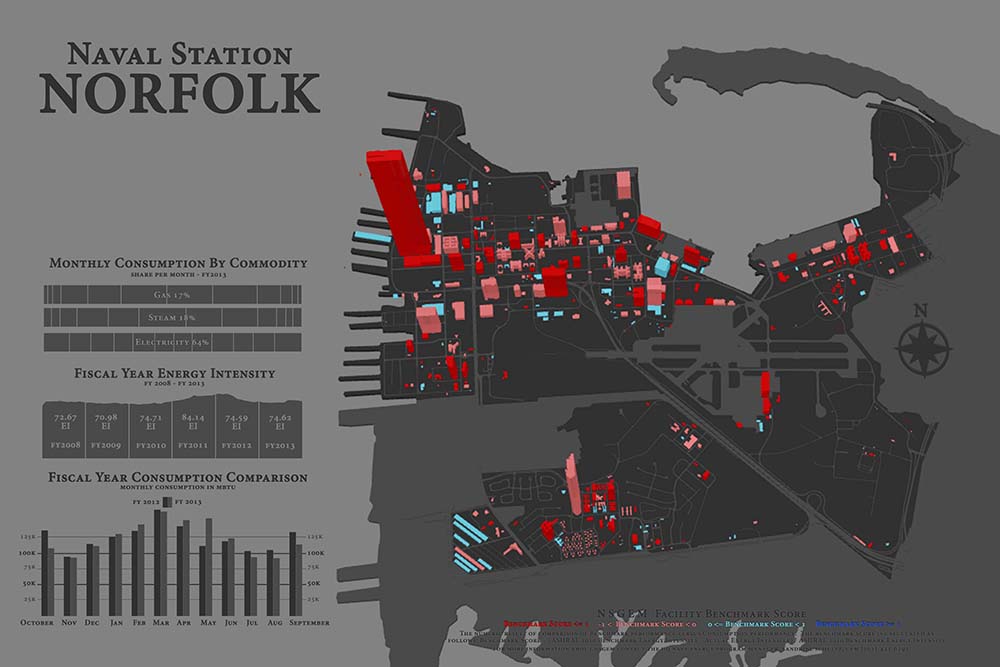 Naval Station
NORFOLK
Monthly Consumption By Commodity
share per month - FY2013
Gas 17%
Steam 18%
Electricity 64%
Fiscal Year Energy Intensity
FY 2008 - FY 2013
72.67 70.98 74.71 84.14 74.59 74.62
EI EI EI EI EI EI
FY2008 FY2009 FY2010 FY2011 FY2012 FY2013
Fiscal Year Consumption Comparison
monthly consumption in mbtu
FY 2012 FY 2013
125K 125K
100K 100K
75K 75K
50K 50K
25K 25K
October Nov Dec Jan Feb Mar Apr May Jun Jul Aug September
N
NSGEM Facility Benchmark Score
Benchmark Score <= -1 -1 < Benchmark Score < 0 0 <= Benchmark Score < 1 Benchmark Score >= 1